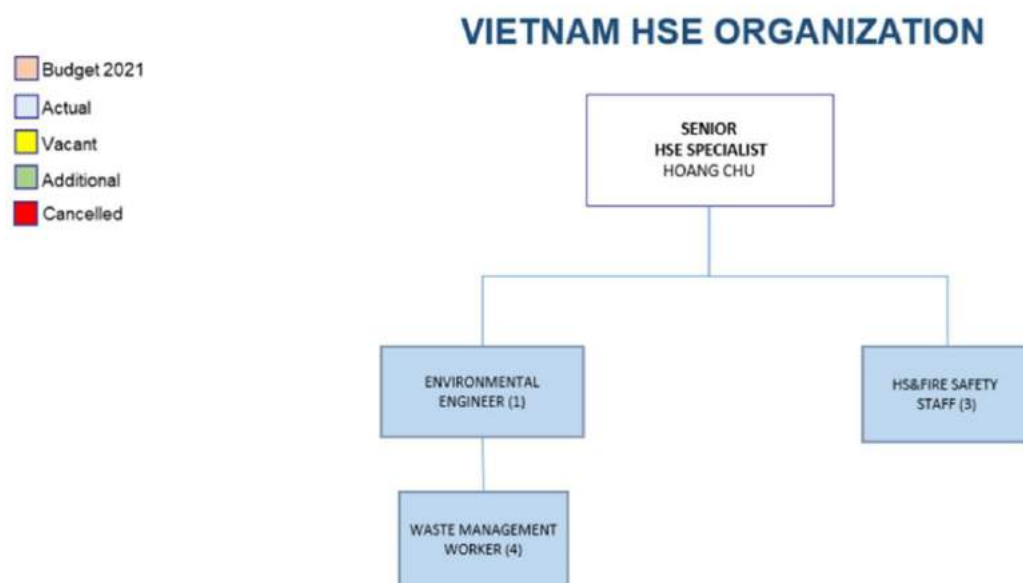 VIETNAM HSE ORGANIZATION
Budget 2021
Actual
Vacant
Additional
Cancelled
SENIOR
HSE SPECIALIST
HOANG CHU
ENVIRONMENTAL
ENGINEER (1)
HS&FIRE SAFETY
STAFF (3)
WASTE MANAGEMENT
WORKER (4)